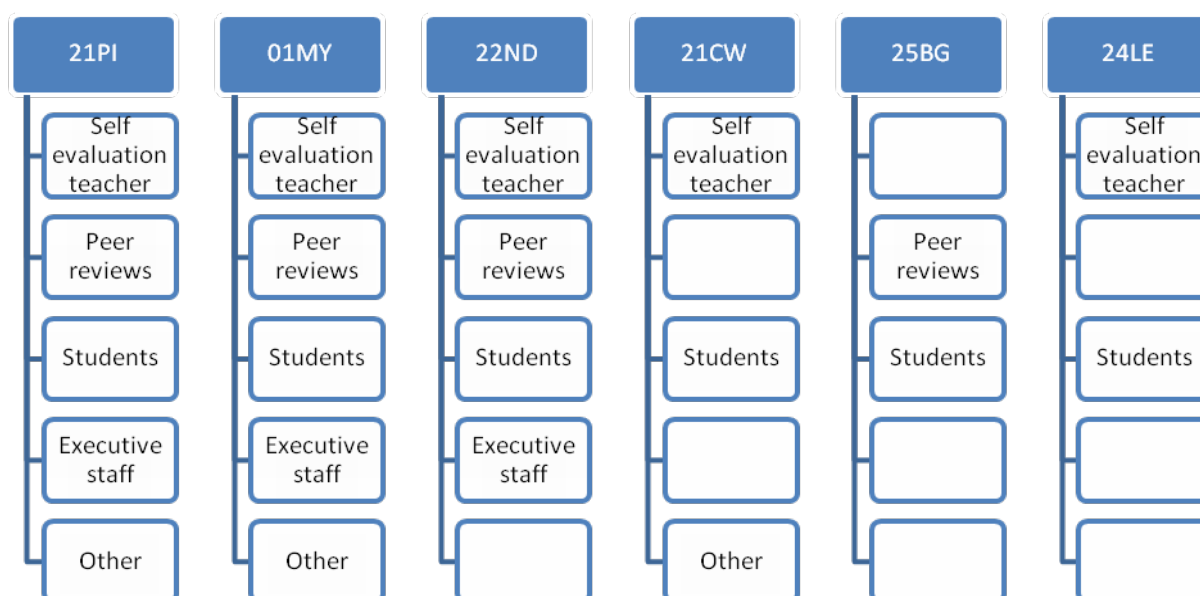 21PI
Self
evaluation
teacher
Peer
reviews
Students
Executive
staff
Other
01MY
Self
evaluation
teacher
Peer
reviews
Students
Executive
staff
Other
22ND
Self
evaluation
teacher
Peer
reviews
Students
Executive
staff
21CW
Self
evaluation
teacher
Students
Other
25BG
Peer
reviews
Students
24LE
Self
evaluation
teacher
Students